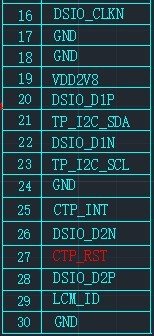 16 DSIO_CLKN
17 GND
18 GND
19 VDD2V8
20 DSIO_D1P
21 TP_I2C_SDA
22 DSIO_D1N
23 TP_I2C_SCL
24 GND
25 CTP_INT
26 DSIO_D2N
27 CTP_RST
28 DSIO_D2P
29 LCM_ID
30 GND